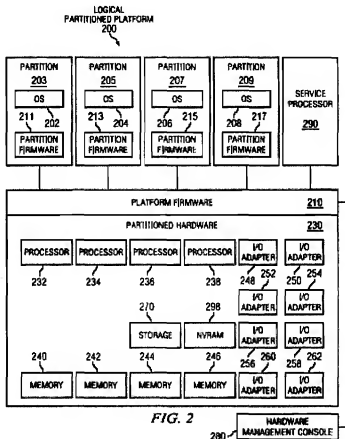 LOGICAL
PARTITIONED PLATFORM
200
PARTITION
203
OS
211
202
PARTITION
FIRMWARE
PARTITION
205
OS
213
204
PARTITION
FIRMWARE
PARTITION
207
OS
206
215
PARTITION
FIRMWARE
PARTITION
209
OS
208
217
PARTITION
FIRMWARE
SERVICE
PROCESSOR
290
PLATFORM FIRMWARE
210
PARTITIONED HARDWARE
230
PROCESSOR
PROCESSOR
PROCESSOR
PROCESSOR
I/O
ADAPTER
I/O
ADAPTER
232
234
236
238
248
252
250
254
270
298
I/O
ADAPTER
I/O
ADAPTER
STORAGE
NVRAM
I/O
ADAPTER
I/O
ADAPTER
240
242
244
246
256
260
258
262
MEMORY
MEMORY
MEMORY
MEMORY
I/O
ADAPTER
I/O
ADAPTER
FIG. 2
280
HARDWARE
MANAGEMENT CONSOLE